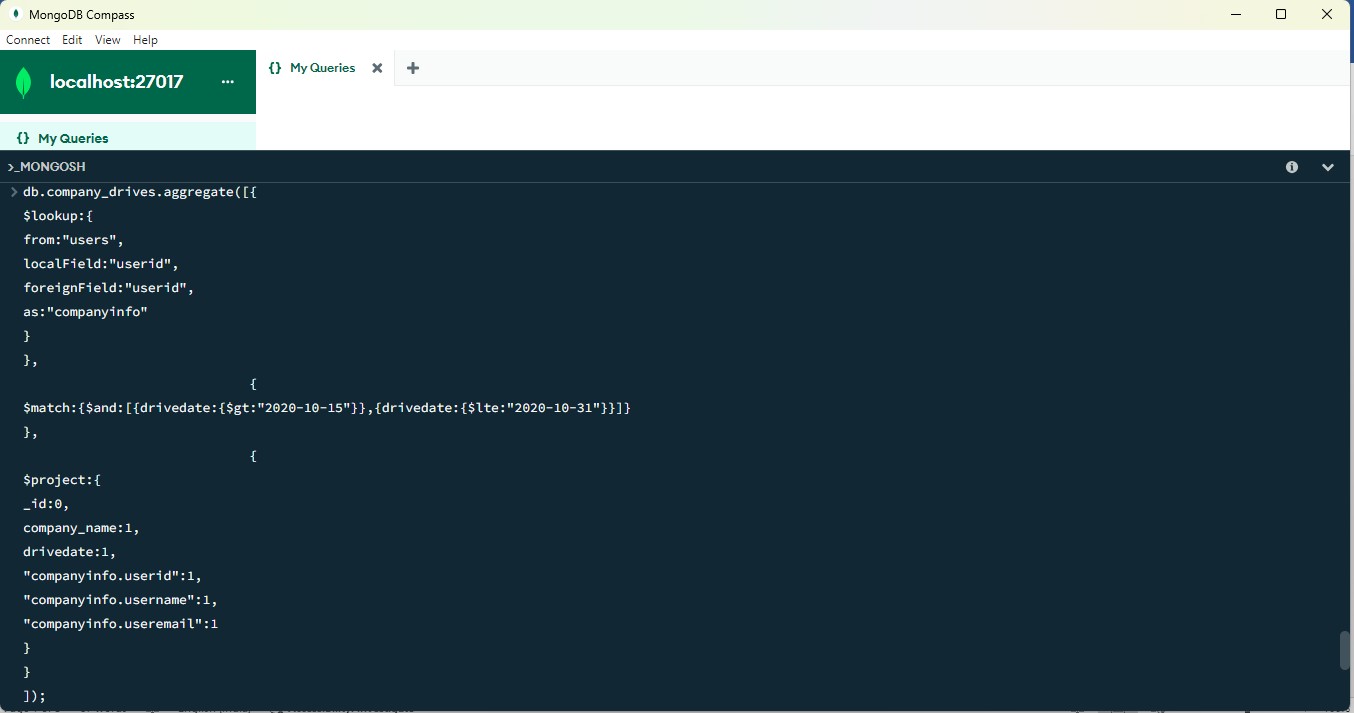 MongoDB Compass
Connect Edit View Help
localhost:27017 ...
{} My Queries
{} My Queries
>_MONGOSH
> db.company_drives.aggregate([{
$lookup:{
from:"users",
localField:"userid",
foreignField:"userid",
as:"companyinfo"
}
},
{
$match:{$and:[{drivedate:{$gt:"2020-10-15"}},{drivedate:{$lte:"2020-10-31"}}]}
},
{
$project:{
_id:0,
company_name:1,
drivedate:1,
"companyinfo.userid":1,
"companyinfo.username":1,
"companyinfo.useremail":1
}
}
]);